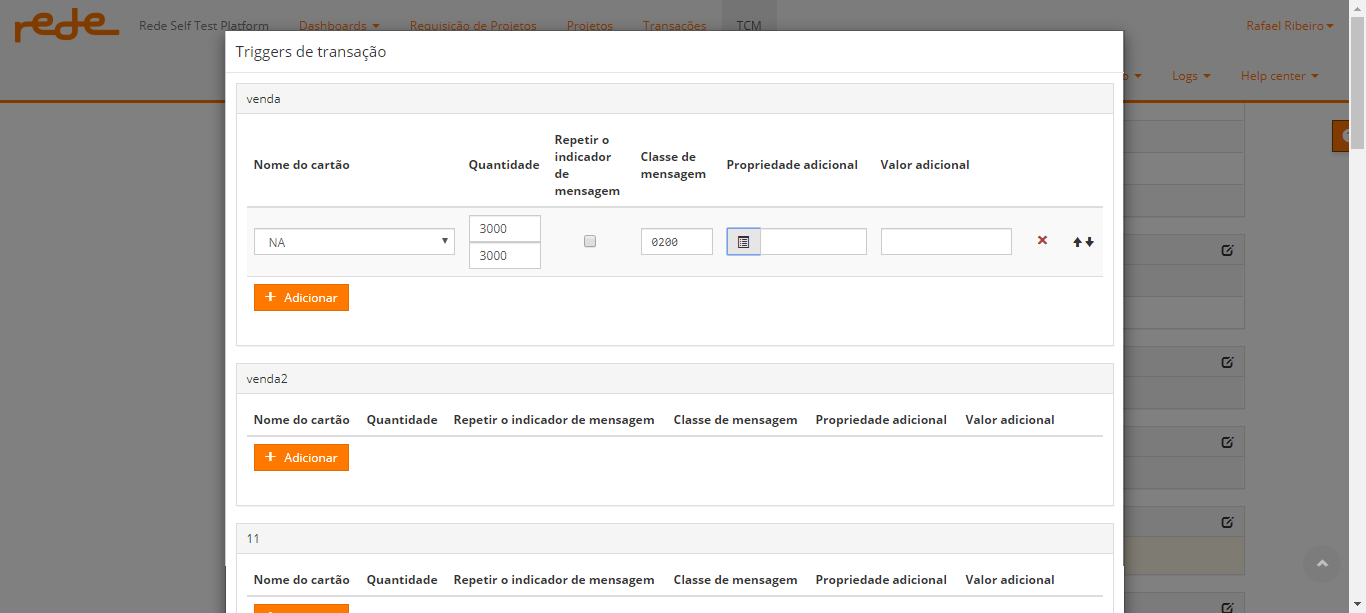 rede
Rede Self Test Platform
Dashboards
Requisição de Projetos
Projetos
Transações
TCM
Rafael Ribeiro
Logs
Help center
Triggers de transação
venda
Nome do cartão
Quantidade
Repetir o
indicador
de
mensagem
Classe de
mensagem
Propriedade adicional
Valor adicional
NA
3000
3000
0200
+ Adicionar
venda2
Nome do cartão Quantidade Repetir o indicador de mensagem Classe de mensagem Propriedade adicional Valor adicional
+ Adicionar
11
Nome do cartão Quantidade Repetir o indicador de mensagem Classe de mensagem Propriedade adicional Valor adicional